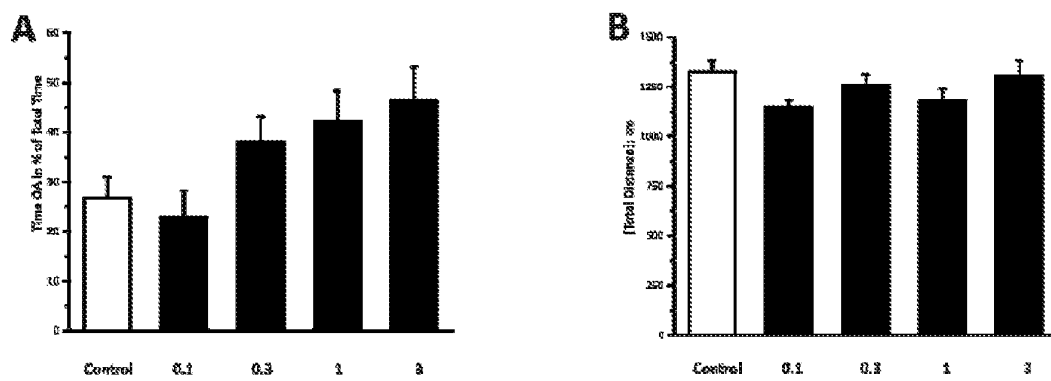 A
Time OA in % of Total Time
60
50
40
30
20
10
0
Control 0.1 0.3 1 3
B
[Total Distance]; cm
1500
1250
1000
750
500
250
0
Control 0.1 0.3 1 3